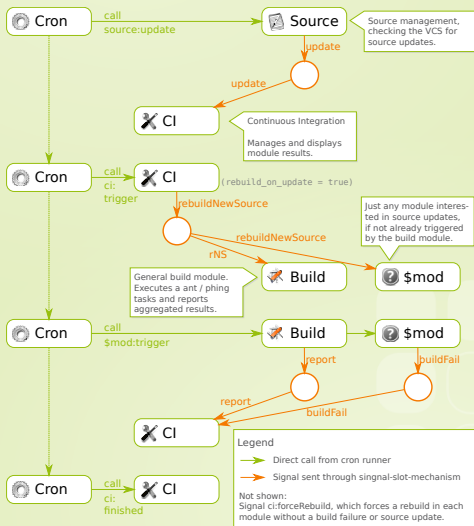 Cron
call
source:update
Source
Source management,
checking the VCS for
source updates.
update
update
CI
Continuous Integration
Manages and displays
module results.
Cron
call
ci:
trigger
CI
(rebuild_on_update = true)
rebuildNewSource
Just any module interes-
ted in source updates,
if not already triggered
by the build module.
rebuildNewSource
rNS
General build module.
Executes a ant / phing
tasks and reports
aggregated results.
Build
$mod
Cron
call
$mod:trigger
Build
$mod
report
buildFail
report
buildFail
CI
Legend
Direct call from cron runner
Signal sent through singnal-slot-mechanism
Not shown:
Signal ci:forceRebuild, which forces a rebuild in each
module without a build failure or source update.
Cron
call
ci:
finished
CI